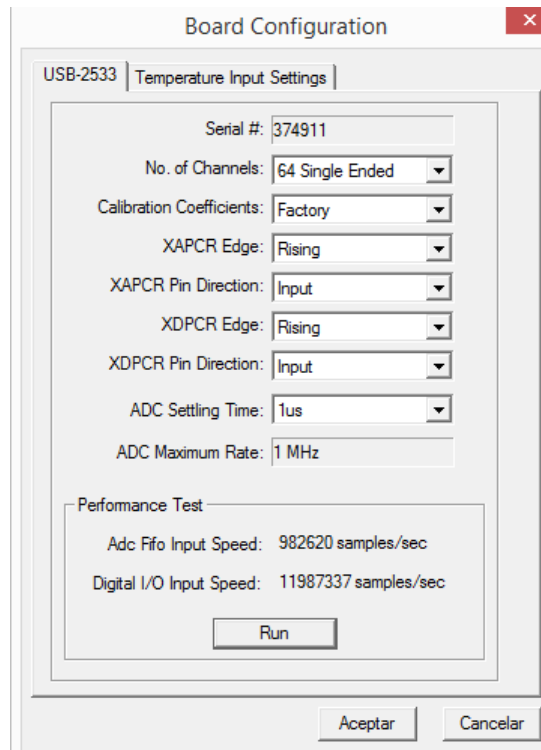 Board Configuration
USB-2533 Temperature Input Settings
Serial #: 374911
No. of Channels: 64 Single Ended
Calibration Coefficients: Factory
XAPCR Edge: Rising
XAPCR Pin Direction: Input
XDPCR Edge: Rising
XDPCR Pin Direction: Input
ADC Settling Time: 1us
ADC Maximum Rate: 1 MHz
Performance Test
Adc Fifo Input Speed: 982620 samples/sec
Digital I/O Input Speed: 11987337 samples/sec
Run
Aceptar Cancelar